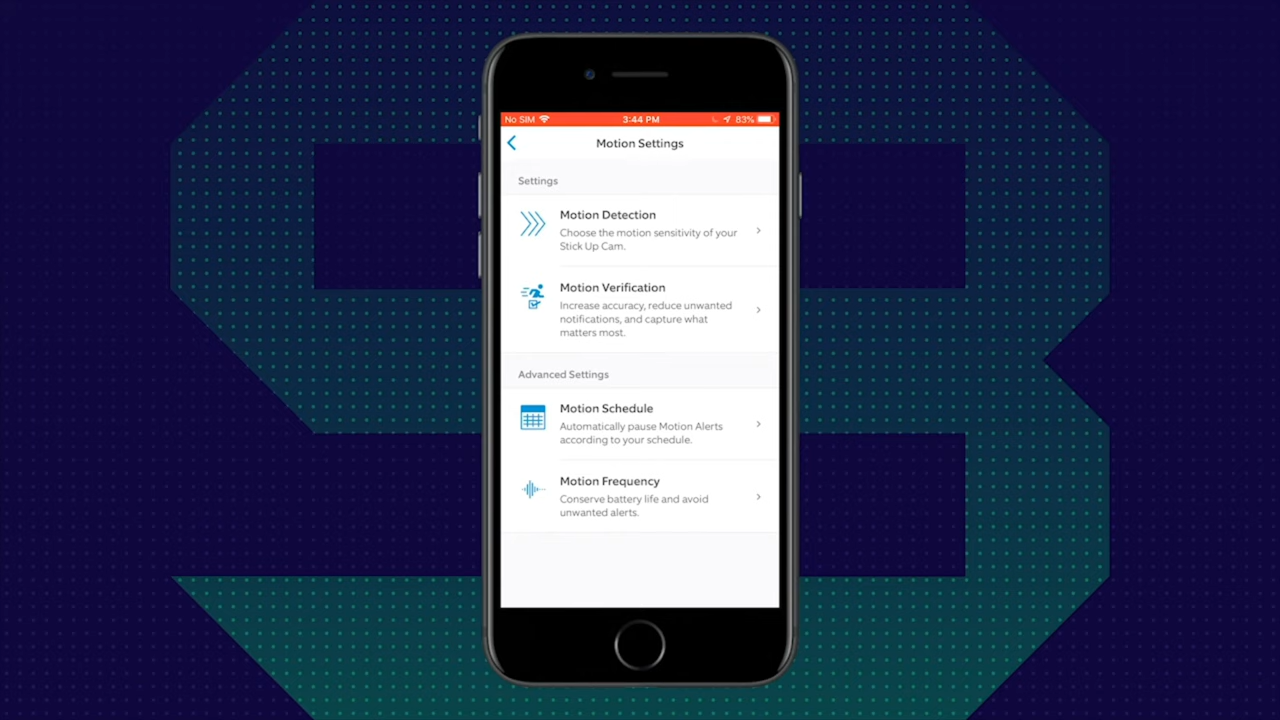 No SIM 3:44 PM 83%
Motion Settings
Settings
Motion Detection
Choose the motion sensitivity of your
Stick Up Cam.
Motion Verification
Increase accuracy, reduce unwanted
notifications, and capture what
matters most.
Advanced Settings
Motion Schedule
Automatically pause Motion Alerts
according to your schedule.
Motion Frequency
Conserve battery life and avoid
unwanted alerts.